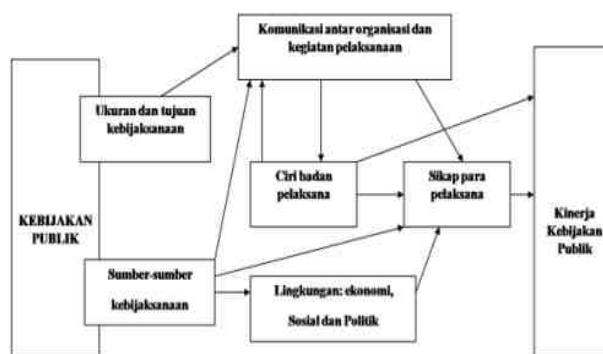 Komunikasi antar organisasi dan
kegiatan pelaksanaan
Ukuran dan tujuan
kebijaksanaan
Ciri badan
pelaksana
Sikap para
pelaksana
KEBIJAKAN
PUBLIK
Kinerja
Kebijakan
Publik
Sumber-sumber
kebijaksanaan
Lingkungan: ekonomi,
Sosial dan Politik